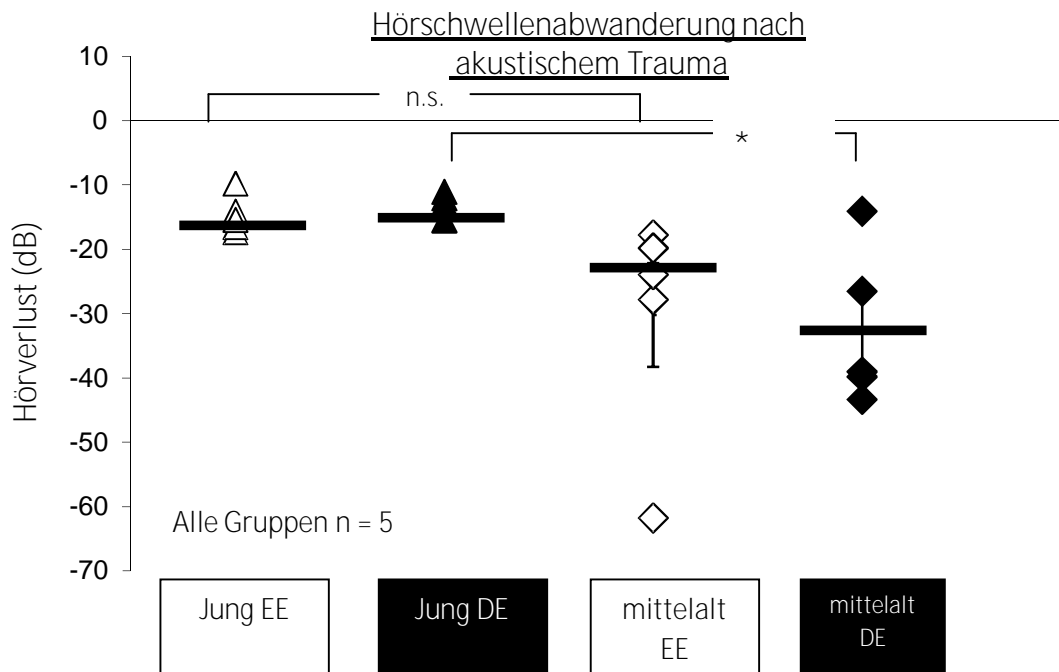 Hörschwellenabwanderung nach
akustischem Trauma
10
n.s.
0
*
-10
-20
-30
-40
-50
-60
-70
Hörverlust (dB)
Alle Gruppen n = 5
Jung EE
Jung DE
mittelalt
EE
mittelalt
DE